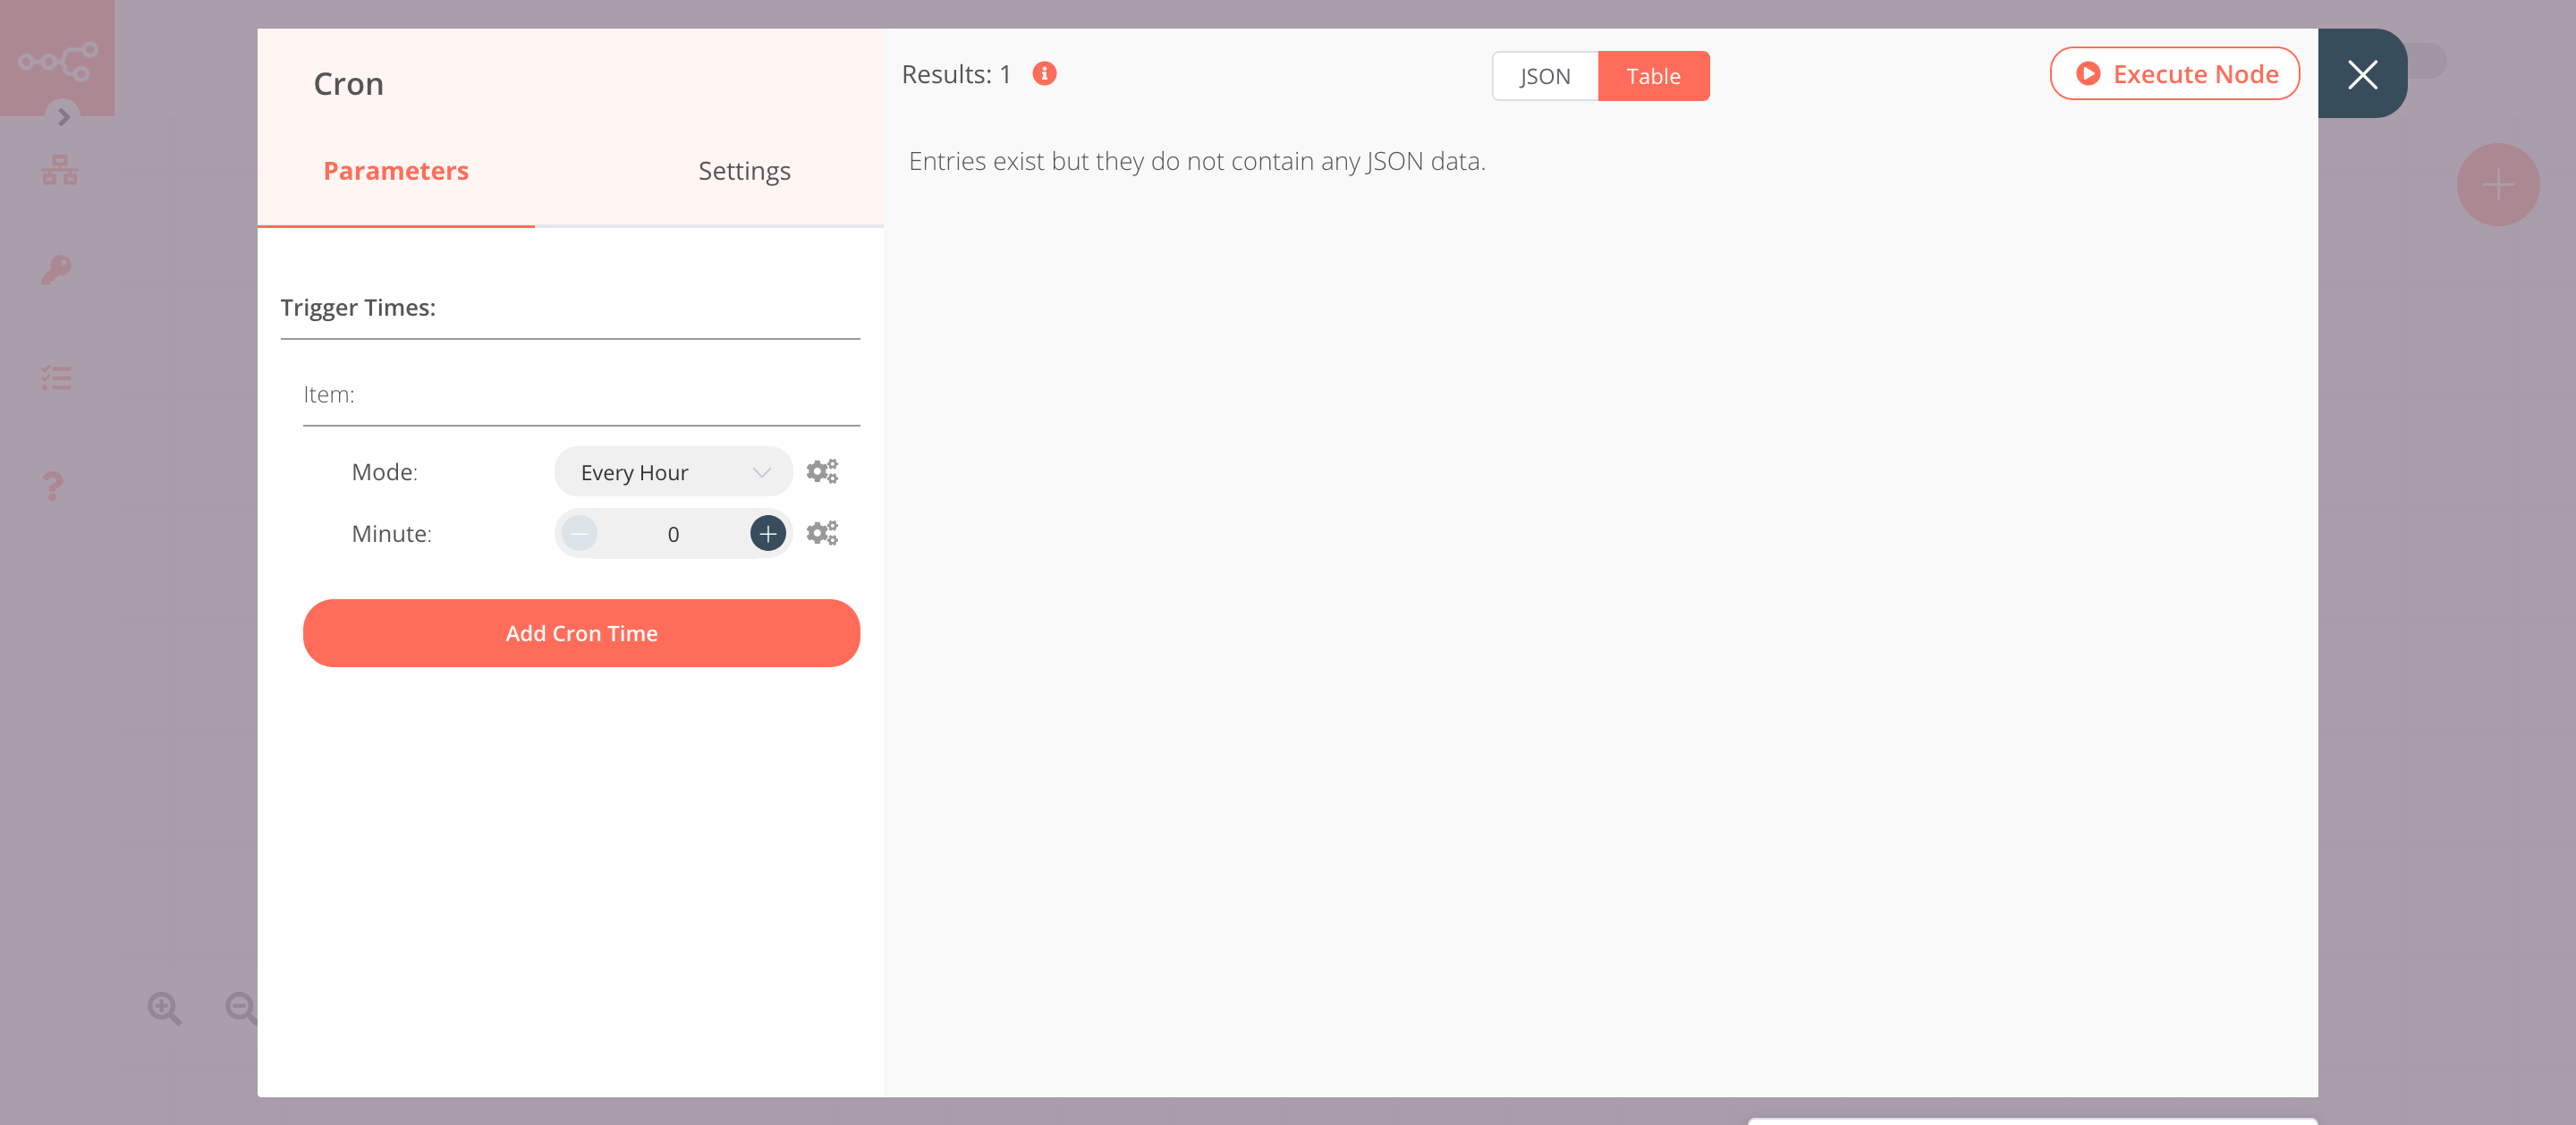 Cron
Parameters
Settings
Trigger Times:
Item:
Mode:
Every Hour
Minute:
0
Add Cron Time
Results: 1
JSON
Table
Execute Node
Entries exist but they do not contain any JSON data.